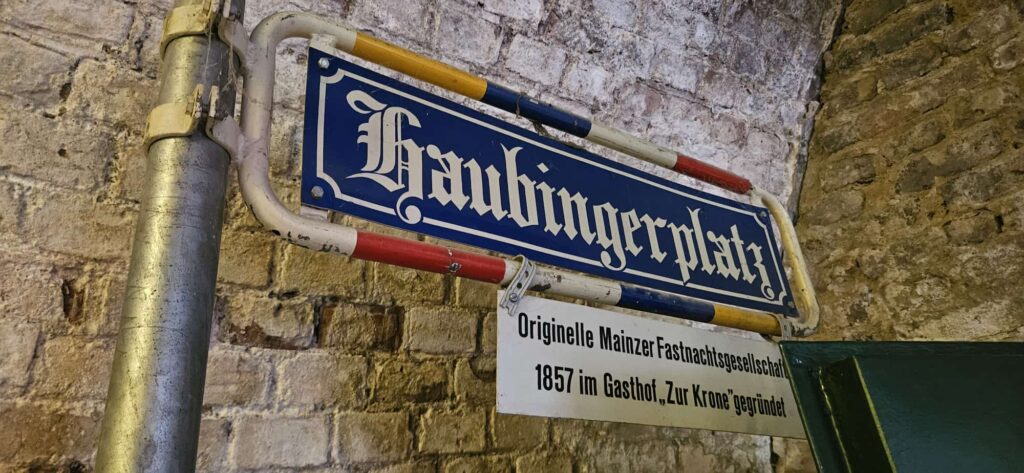 Haubingerplatz
Originelle Mainzer Fastnachtsgesellschaft
1857 im Gasthof „Zur Krone" gegründet